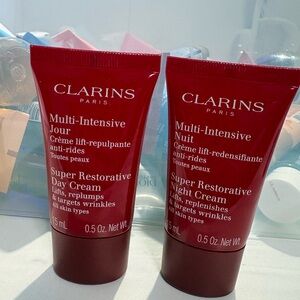 CLARINS
PARIS
Multi-Intensive
Jour
Crème lift-repulpante
anti-rides
Toutes peaux
Super Restorative
Day Cream
Lifts, replumps
& targets wrinkles
all skin types
0.5 Oz. Net Wt.
CLARINS
PARIS
Multi-Intensive
Nuit
Crème lift-redensifiante
anti-rides
Toutes peaux
Super Restorative
Night Cream
Lifts, replenishes
& targets wrinkles
all skin types
0.5 Oz. Net